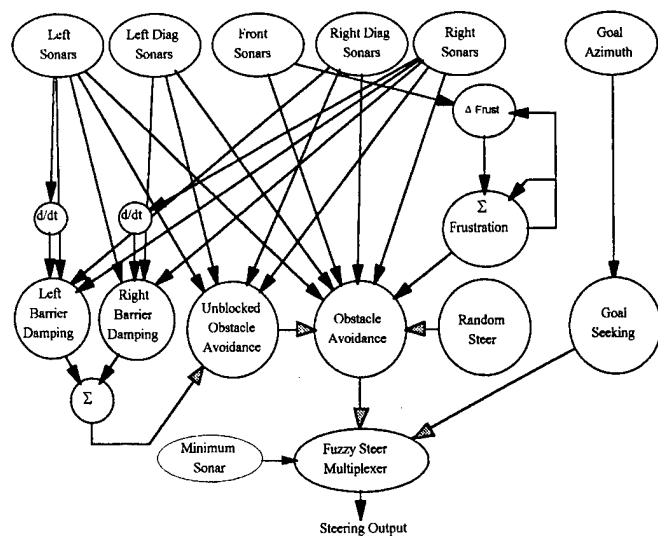 Left
Sonars
Left Diag
Sonars
Front
Sonars
Right Diag
Sonars
Right
Sonars
Goal
Azimuth
Δ Frust
d/dt
d/dt
Σ
Frustration
Left
Barrier
Damping
Right
Barrier
Damping
Unblocked
Obstacle
Avoidance
Obstacle
Avoidance
Random
Steer
Goal
Seeking
Σ
Minimum
Sonar
Fuzzy Steer
Multiplexer
Steering Output